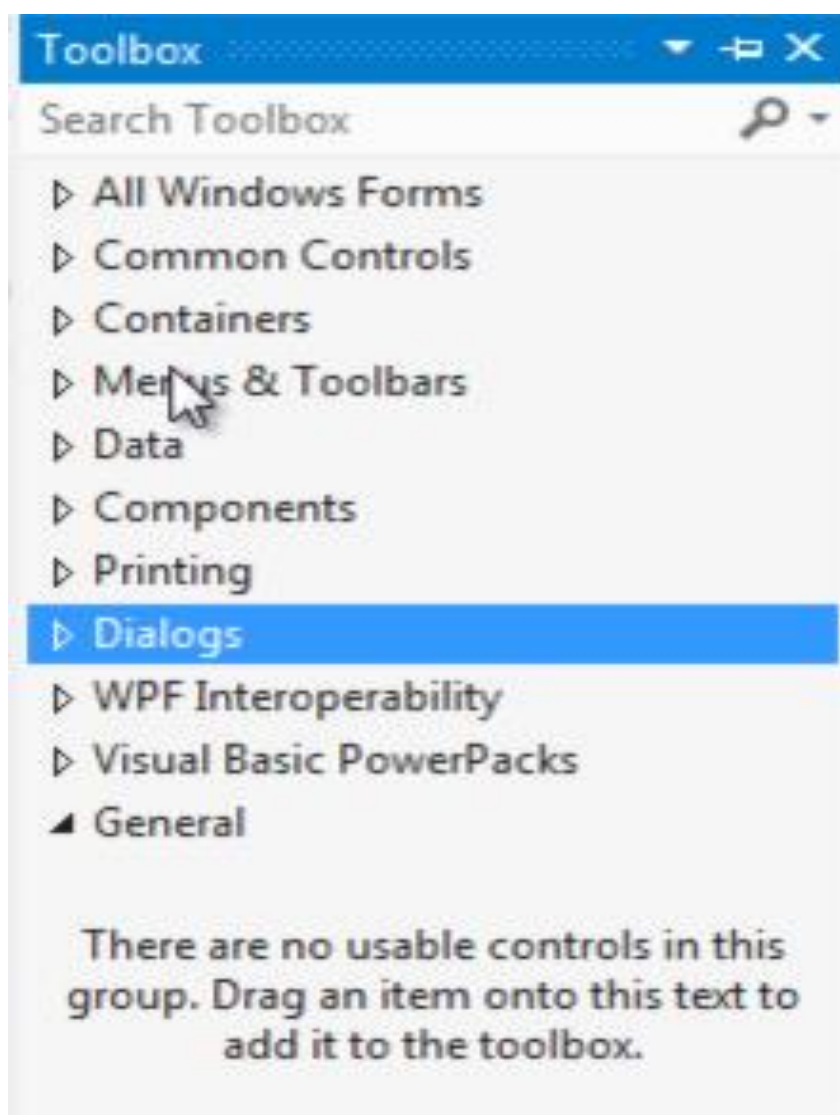 Toolbox
Search Toolbox
All Windows Forms
Common Controls
Containers
Menus & Toolbars
Data
Components
Printing
Dialogs
WPF Interoperability
Visual Basic PowerPacks
General
There are no usable controls in this
group. Drag an item onto this text to
add it to the toolbox.